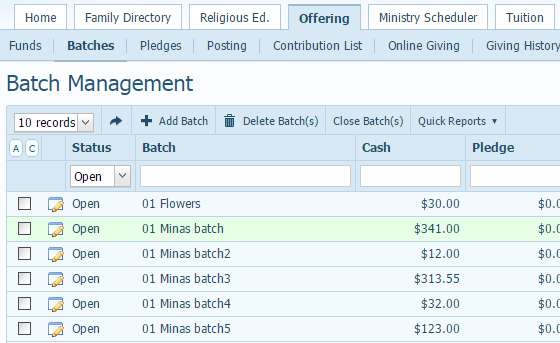 Home Family Directory Religious Ed. Offering Ministry Scheduler Tuition
Funds Batches Pledges Posting Contribution List Online Giving Giving History
Batch Management
10 records Add Batch Delete Batch(s) Close Batch(s) Quick Reports
A C Status Batch Cash Pledge
Open
Open 01 Flowers $30.00 $0.0
Open 01 Minas batch $341.00 $0.0
Open 01 Minas batch2 $12.00 $0.0
Open 01 Minas batch3 $313.55 $0.0
Open 01 Minas batch4 $32.00 $0.0
Open 01 Minas batch5 $123.00 $0.0